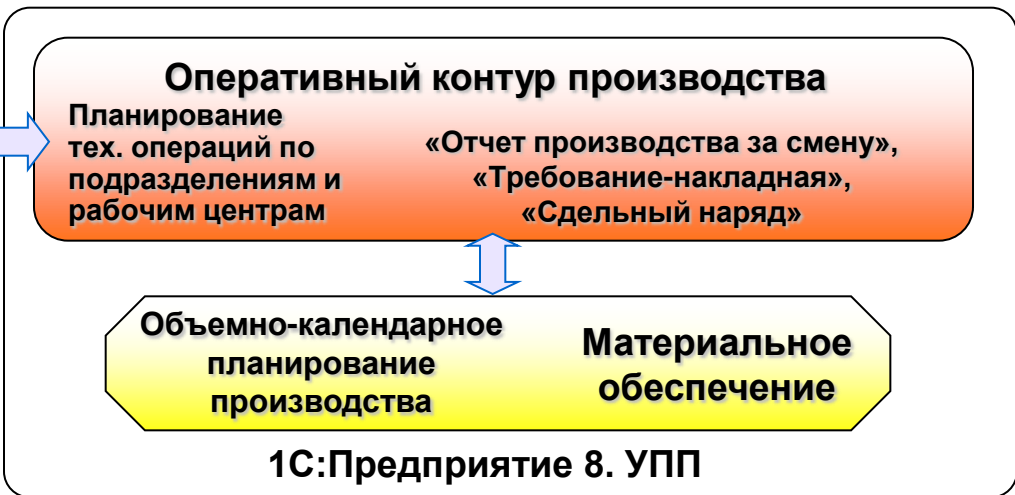 Оперативный контур производства
Планирование
тех. операций по
подразделениям и
рабочим центрам
«Отчет производства за смену»,
«Требование-накладная»,
«Сдельный наряд»
Объемно-календарное
планирование
производства
Материальное
обеспечение
1С:Предприятие 8. УПП